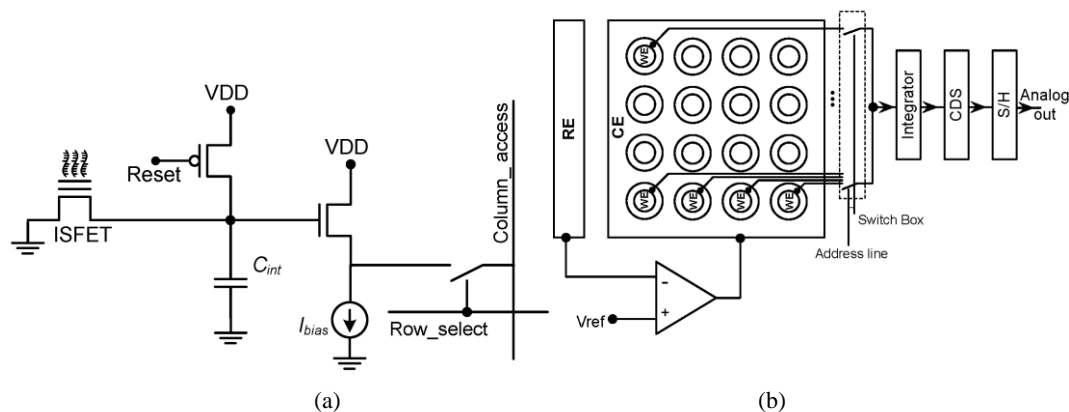 VDD
Reset
ISFET
C_int
VDD
I_bias
Row_select
Column_access
(a)
RE
CE
WE
WE
WE
WE
WE
Switch Box
Address line
Integrator
CDS
S/H
Analog
out
Vref
-
+
(b)